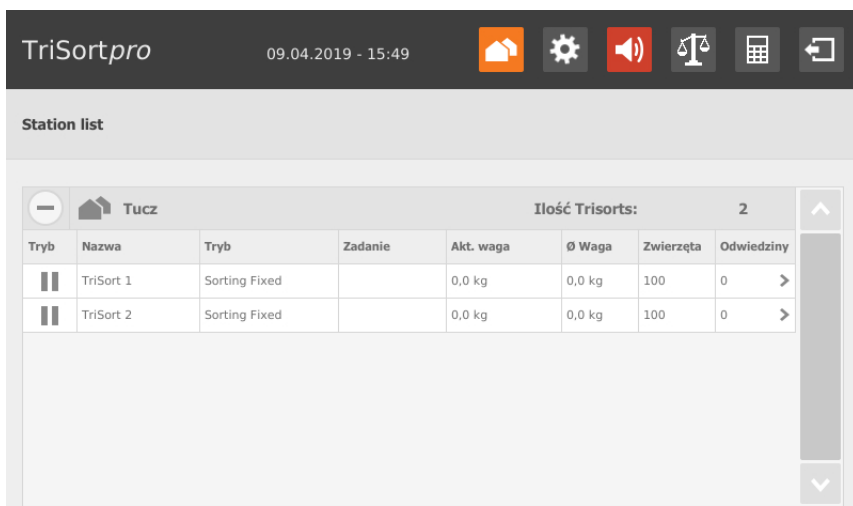 TriSortpro 09.04.2019 - 15:49
Station list
Tucz Ilość Trisorts: 2
Tryb Nazwa Tryb Zadanie Akt. waga Ø Waga Zwierzęta Odwiedziny
TriSort 1 Sorting Fixed 0,0 kg 0,0 kg 100 0
TriSort 2 Sorting Fixed 0,0 kg 0,0 kg 100 0